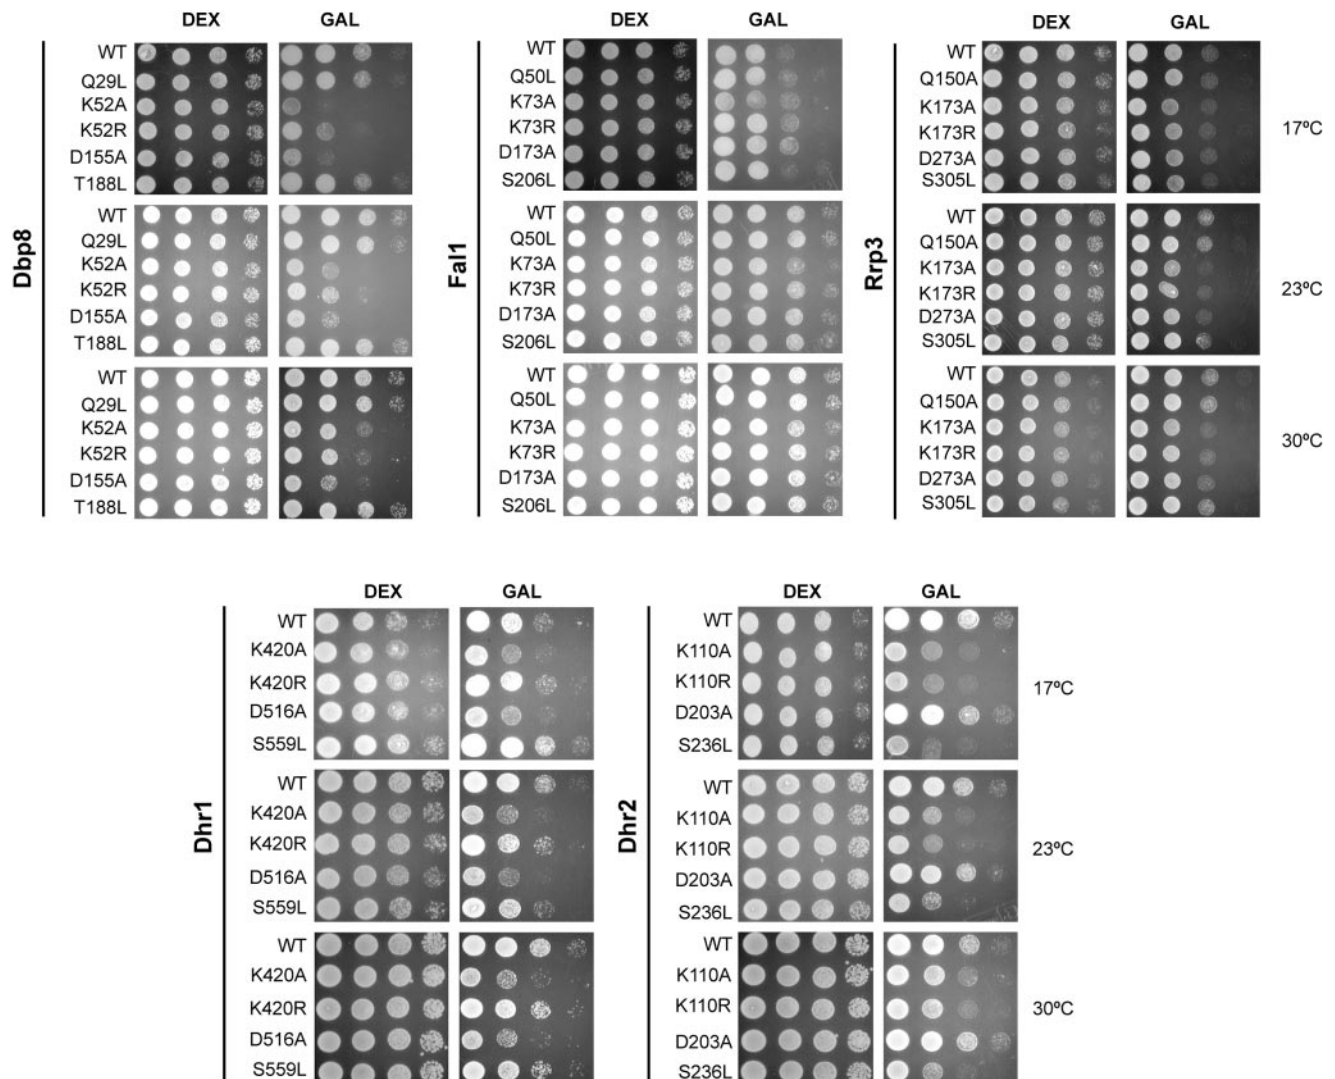 DEX GAL
Dbp8
WT
Q29L
K52A
K52R
D155A
T188L
WT
Q29L
K52A
K52R
D155A
T188L
WT
Q29L
K52A
K52R
D155A
T188L
DEX GAL
Fal1
WT
Q50L
K73A
K73R
D173A
S206L
WT
Q50L
K73A
K73R
D173A
S206L
WT
Q50L
K73A
K73R
D173A
S206L
DEX GAL
Rrp3
WT
Q150A
K173A
K173R
D273A
S305L
17ºC
WT
Q150A
K173A
K173R
D273A
S305L
23ºC
WT
Q150A
K173A
K173R
D273A
S305L
30ºC
DEX GAL
Dhr1
WT
K420A
K420R
D516A
S559L
WT
K420A
K420R
D516A
S559L
WT
K420A
K420R
D516A
S559L
DEX GAL
Dhr2
WT
K110A
K110R
D203A
S236L
17ºC
WT
K110A
K110R
D203A
S236L
23ºC
WT
K110A
K110R
D203A
S236L
30ºC